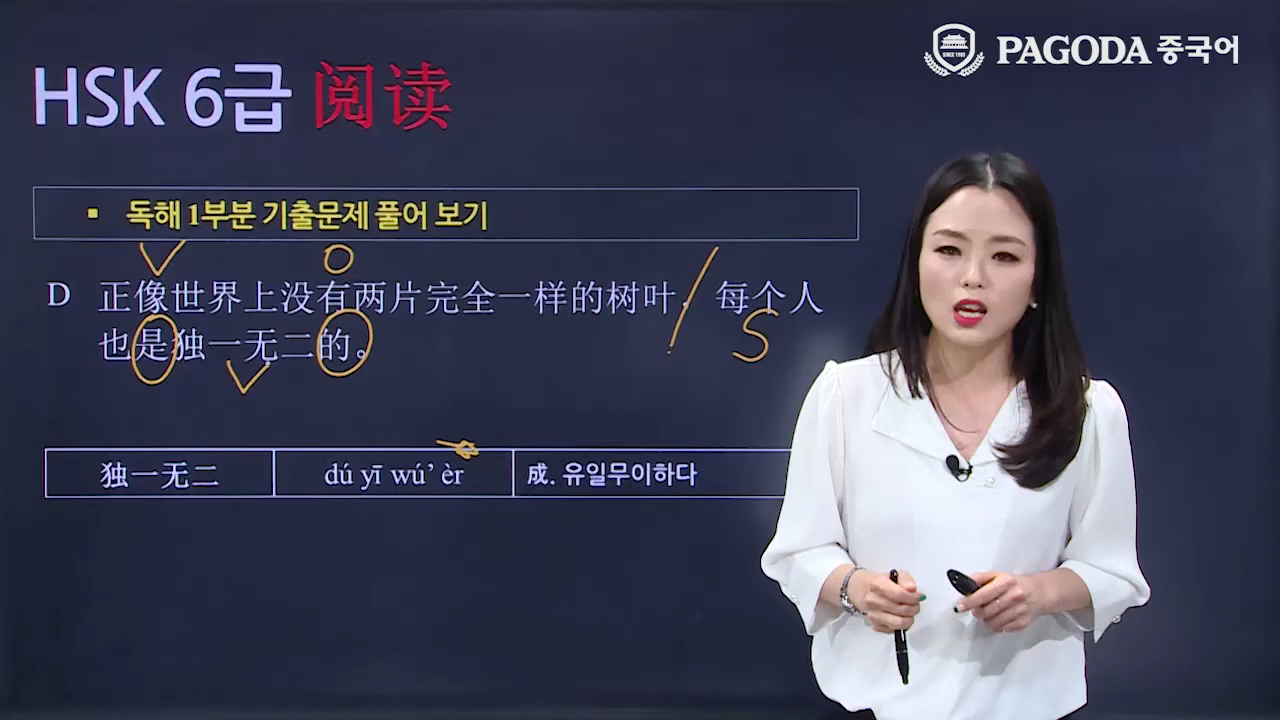 SINCE 1983
PAGODA 중국어
HSK 6급 阅读
▪ 독해 1부분 기출문제 풀어 보기
D 正像世界上没有两片完全一样的树叶，每个人
也是独一无二的。
S
独一无二 dú yī wú’ èr 成. 유일무이하다